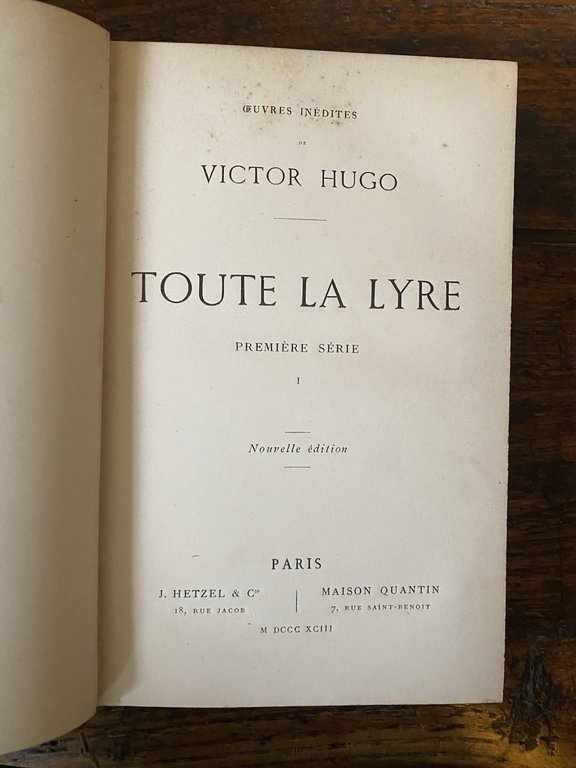 ŒUVRES INÉDITES
DE
VICTOR HUGO
TOUTE LA LYRE
PREMIÈRE SÉRIE
I
Nouvelle édition
PARIS
J. HETZEL & Cie
18, RUE JACOB
MAISON QUANTIN
7, RUE SAINT-BENOIT
M DCCC XCIII